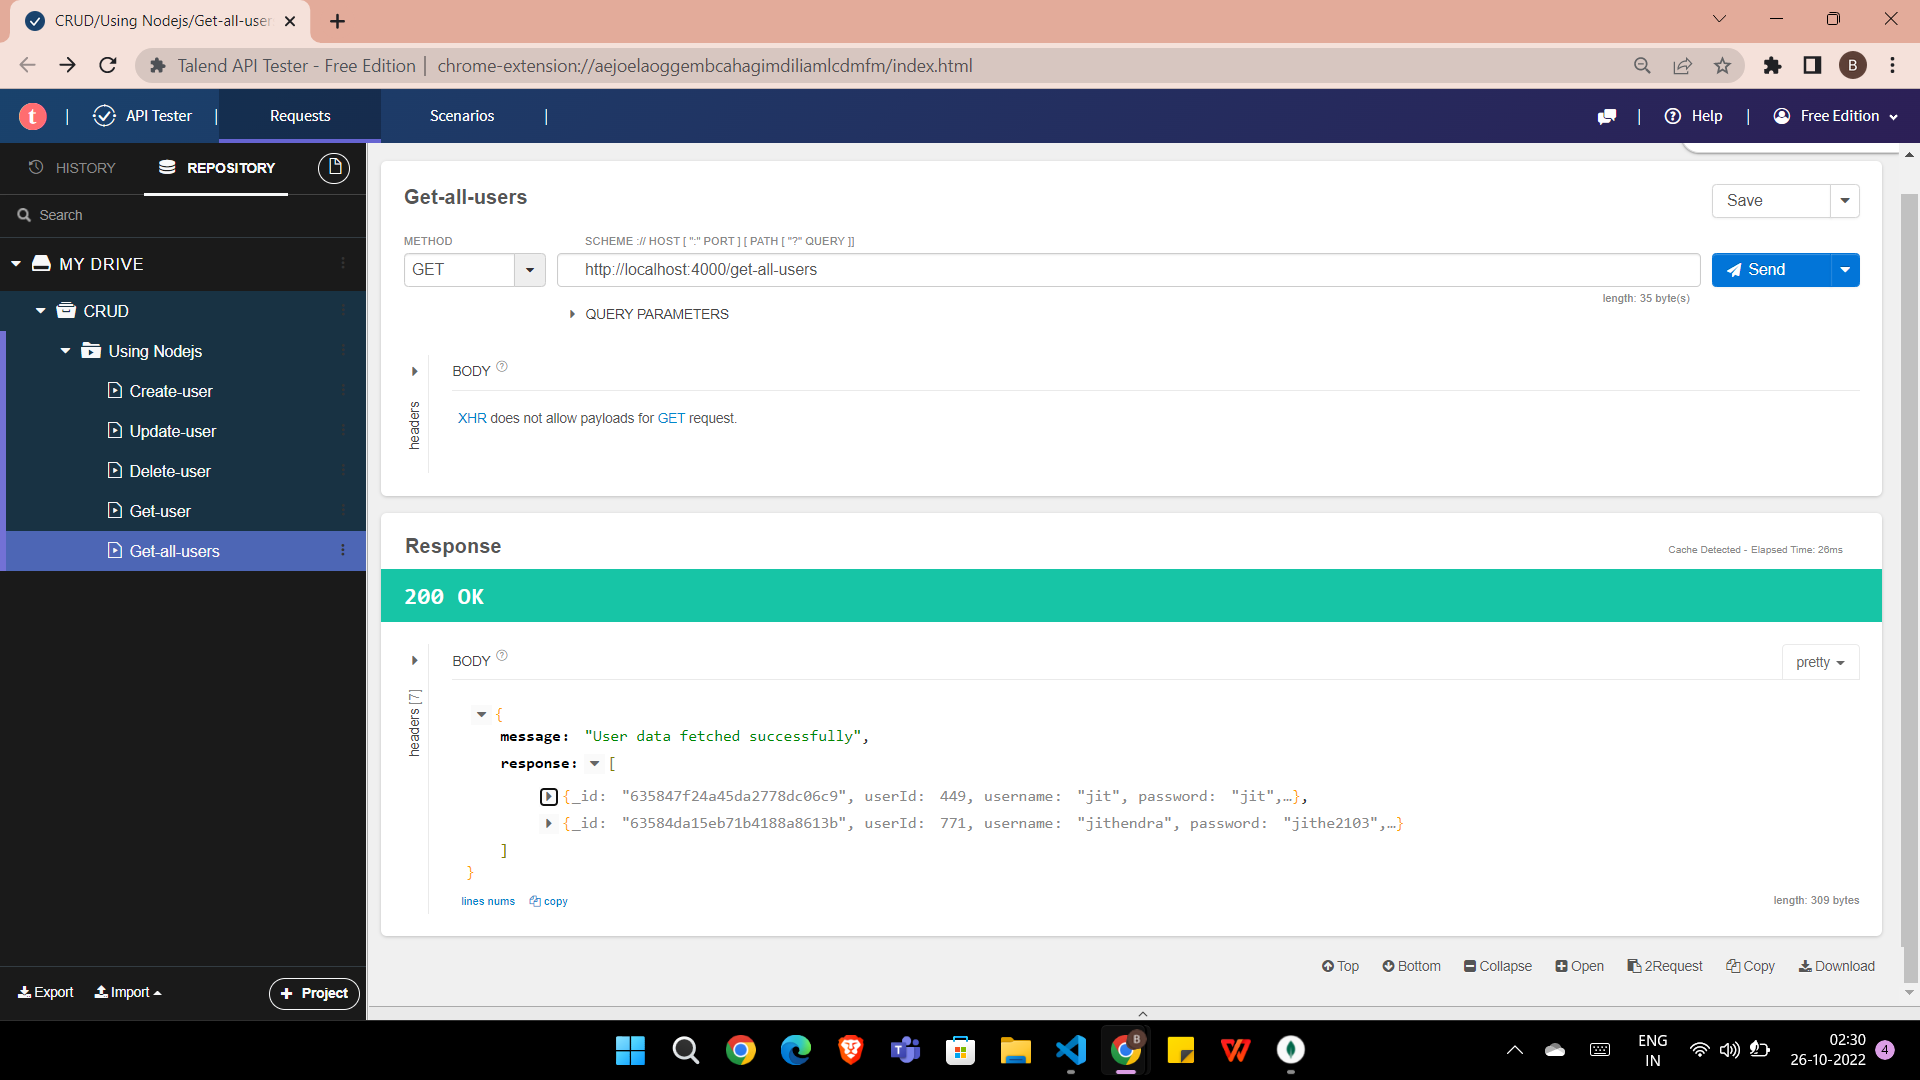 CRUD/Using Nodejs/Get-all-user
Talend API Tester - Free Edition | chrome-extension://aejoelaoggembcahagimdiliamlcdmfm/index.html
B
t | API Tester | Requests Scenarios | | Help | Free Edition
HISTORY REPOSITORY
Search
MY DRIVE
CRUD
Using Nodejs
Create-user
Update-user
Delete-user
Get-user
Get-all-users
Export Import + Project
Get-all-users
Save
METHOD SCHEME :// HOST [ ":" PORT ] [ PATH [ "?" QUERY ]]
GET http://localhost:4000/get-all-users Send
length: 35 byte(s)
QUERY PARAMETERS
BODY ?
headers
XHR does not allow payloads for GET request.
Response
Cache Detected - Elapsed Time: 26ms
200 OK
BODY ?
pretty
headers [7]
{
message: "User data fetched successfully",
response: [
{_id: "635847f24a45da2778dc06c9", userId: 449, username: "jit", password: "jit",…},
{_id: "63584da15eb71b4188a8613b", userId: 771, username: "jithendra", password: "jithe2103",…}
]
}
lines nums copy
length: 309 bytes
Top Bottom Collapse Open 2Request Copy Download
B
ENG
IN
02:30
26-10-2022
4